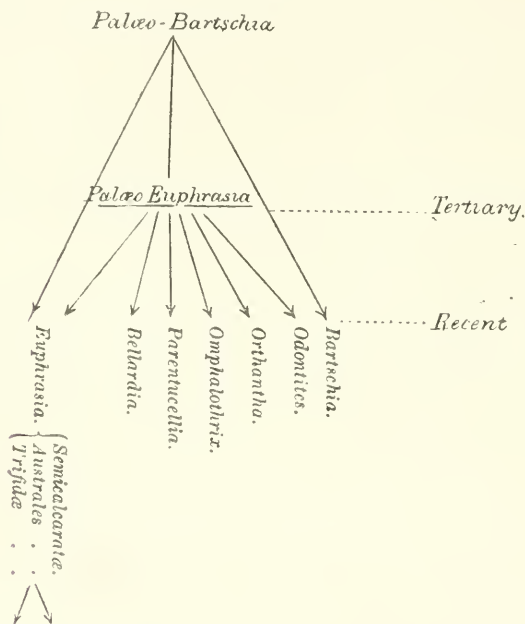 Palæo-Bartschia
Palæo Euphrasia
Tertiary.
Recent
Euphrasia.
Bellardia.
Parentucellia.
Omphalothrix.
Orthantha.
Odontites.
Bartschia.
Semicalcaratæ.
Australes . .
Trifidæ . .